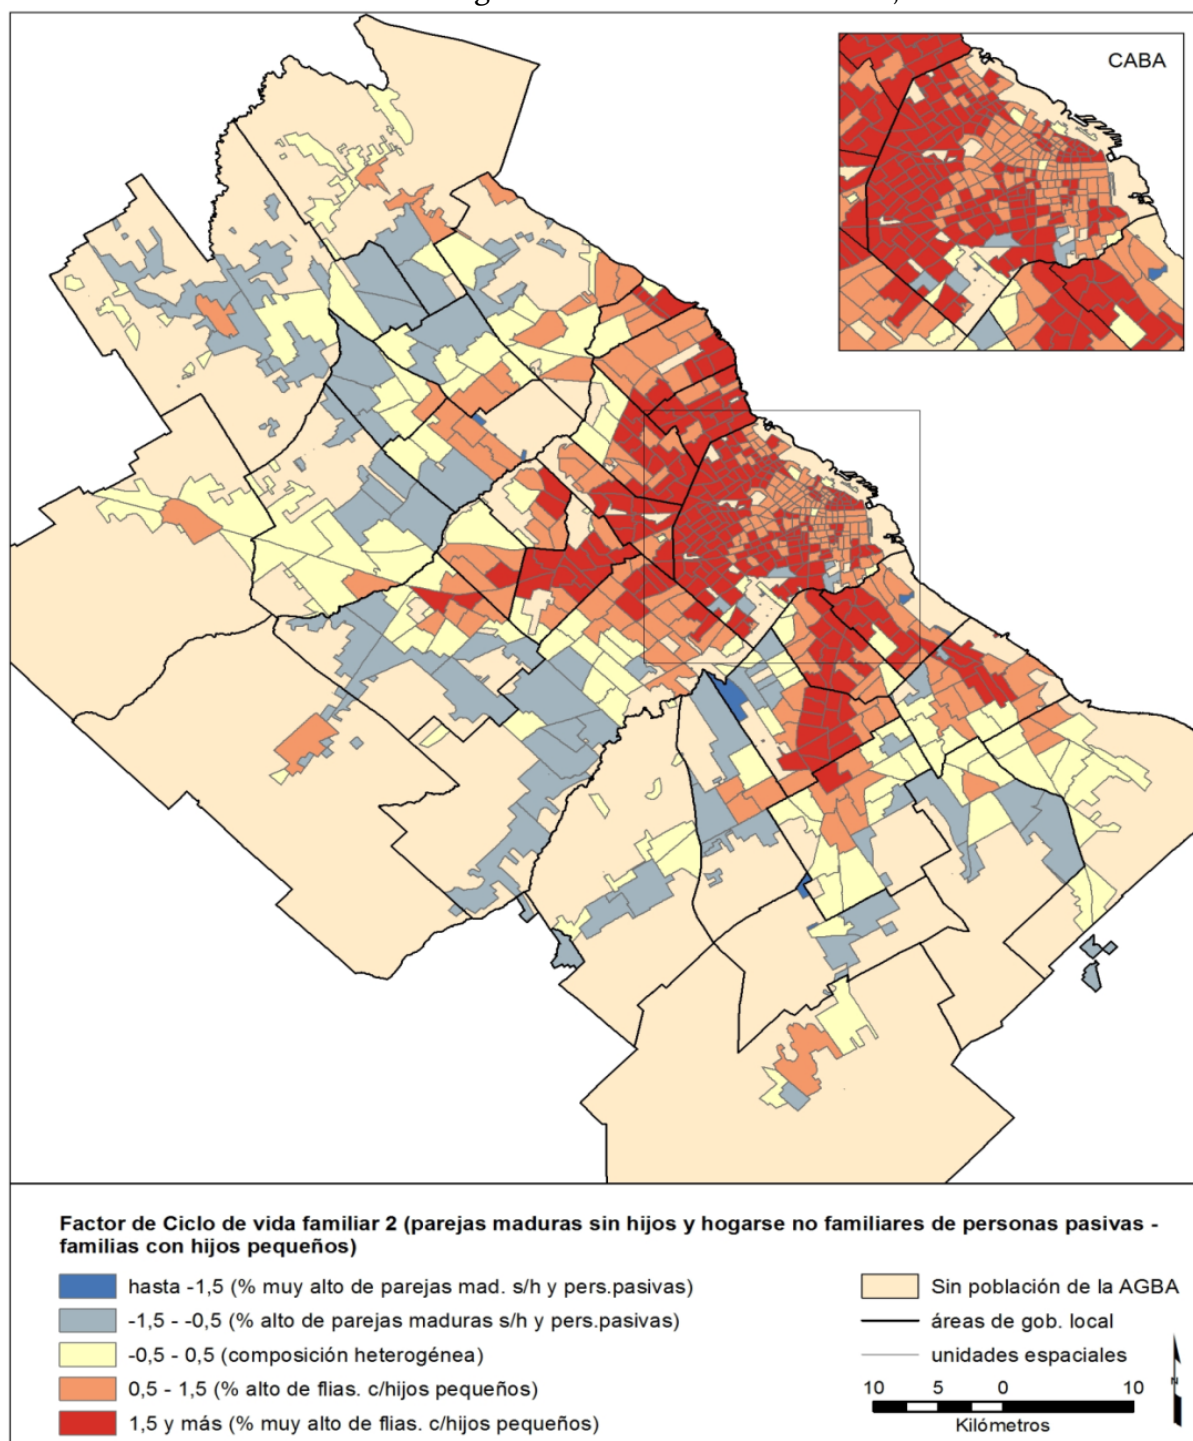 CABA
Factor de Ciclo de vida familiar 2 (parejas maduras sin hijos y hogarse no familiares de personas pasivas -
familias con hijos pequeños)
hasta -1,5 (% muy alto de parejas mad. s/h y pers.pasivas)
-1,5 - -0,5 (% alto de parejas maduras s/h y pers.pasivas)
-0,5 - 0,5 (composición heterogénea)
0,5 - 1,5 (% alto de flias. c/hijos pequeños)
1,5 y más (% muy alto de flias. c/hijos pequeños)
Sin población de la AGBA
áreas de gob. local
unidades espaciales
10 5 0 10
Kilómetros
N